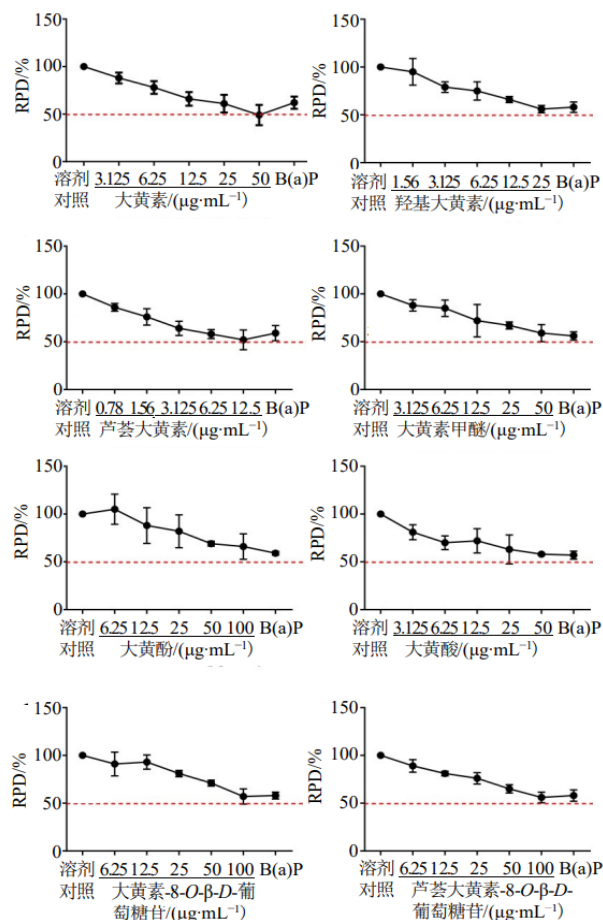 150
100
50
0
RPD/%
溶剂 3.125 6.25 12.5 25 50 B(a)P
对照 大黄素/(μg·mL⁻¹)
150
100
50
0
RPD/%
溶剂 1.56 3.125 6.25 12.5 25 B(a)P
对照 羟基大黄素/(μg·mL⁻¹)
150
100
50
0
RPD/%
溶剂 0.78 1.56 3.125 6.25 12.5 B(a)P
对照 芦荟大黄素/(μg·mL⁻¹)
150
100
50
0
RPD/%
溶剂 3.125 6.25 12.5 25 50 B(a)P
对照 大黄素甲醚/(μg·mL⁻¹)
150
100
50
0
RPD/%
溶剂 6.25 12.5 25 50 100 B(a)P
对照 大黄酚/(μg·mL⁻¹)
150
100
50
0
RPD/%
溶剂 3.125 6.25 12.5 25 50 B(a)P
对照 大黄酸/(μg·mL⁻¹)
150
100
50
0
RPD/%
溶剂 6.25 12.5 25 50 100 B(a)P
对照 大黄素-8-O-β-D-葡
萄糖苷/(μg·mL⁻¹)
150
100
50
0
RPD/%
溶剂 6.25 12.5 25 50 100 B(a)P
对照 芦荟大黄素-8-O-β-D-
葡萄糖苷/(μg·mL⁻¹)